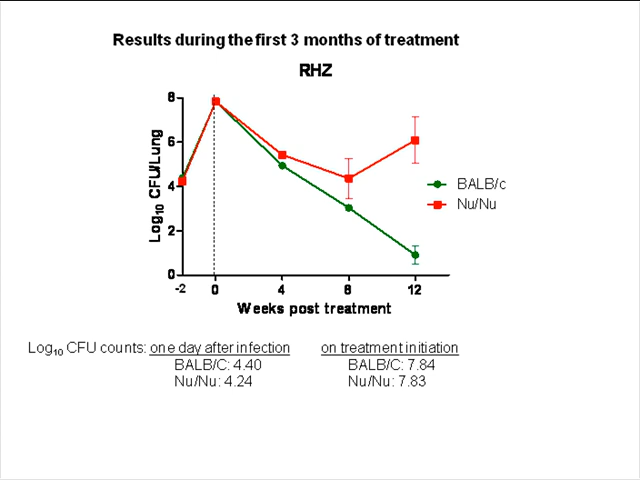 Results during the first 3 months of treatment
RHZ
8
6
4
2
0
Log10 CFU/Lung
-2 0 4 8 12
Weeks post treatment
BALB/c
Nu/Nu
Log10 CFU counts: one day after infection on treatment initiation
BALB/C: 4.40 BALB/C: 7.84
Nu/Nu: 4.24 Nu/Nu: 7.83